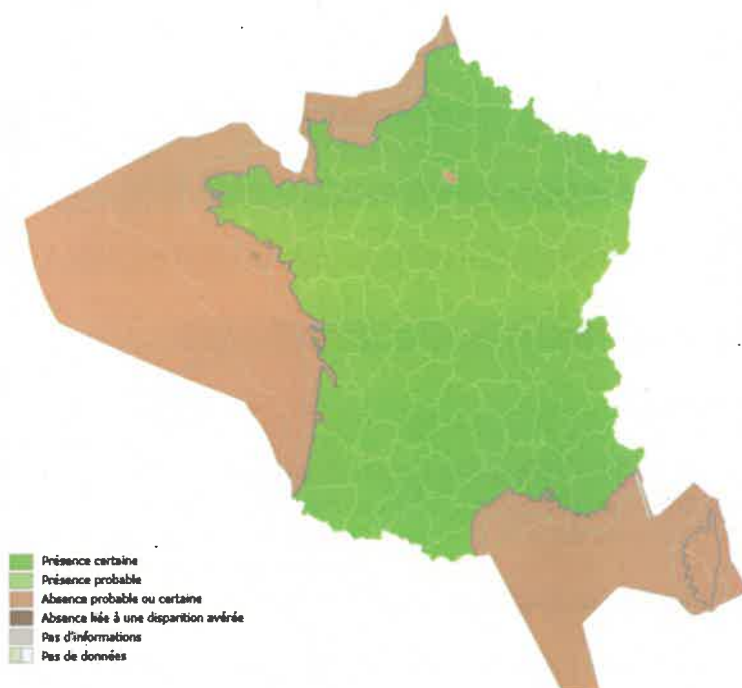 Présence certaine
Présence probable
Absence probable ou certaine
Absence liée à une disparition avérée
Pas d'informations
Pas de données